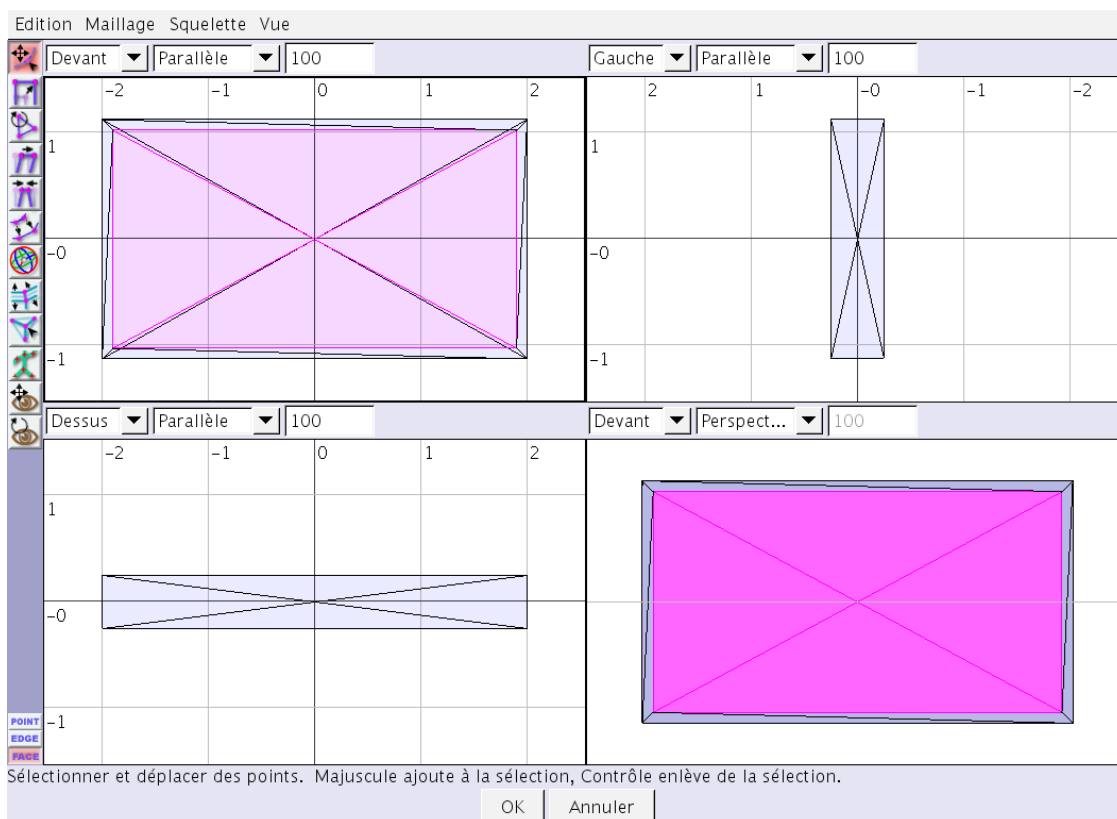 Edition Maillage Squelette Vue
Devant Parallèle 100
Gauche Parallèle 100
-2 -1 0 1 2
2 1 -0 -1 -2
1
1
-0
-0
-1
-1
Dessus Parallèle 100
Devant Perspect... 100
-2 -1 0 1 2
1
-0
-1
POINT
EDGE
FACE
Sélectionner et déplacer des points. Majuscule ajoute à la sélection, Contrôle enlève de la sélection.
OK Annuler